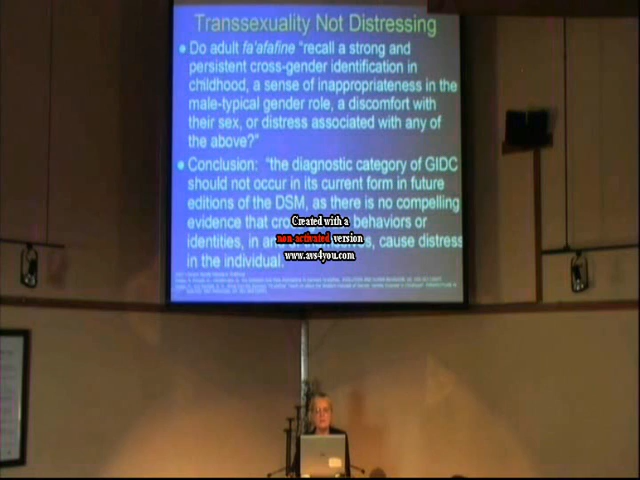 Transsexuality Not Distressing
• Do adult fa'afafine "recall a strong and
persistent cross-gender identification in
childhood, a sense of inappropriateness in the
male-typical gender role, a discomfort with
their sex, or distress associated with any of
the above?"
• Conclusion: "the diagnostic category of GIDC
should not occur in its current form in future
editions of the DSM, as there is no compelling
evidence that behaviors or
identities, in and themselves, cause distress
in the individual.
Created with a
non-activated version
www.avs4you.com